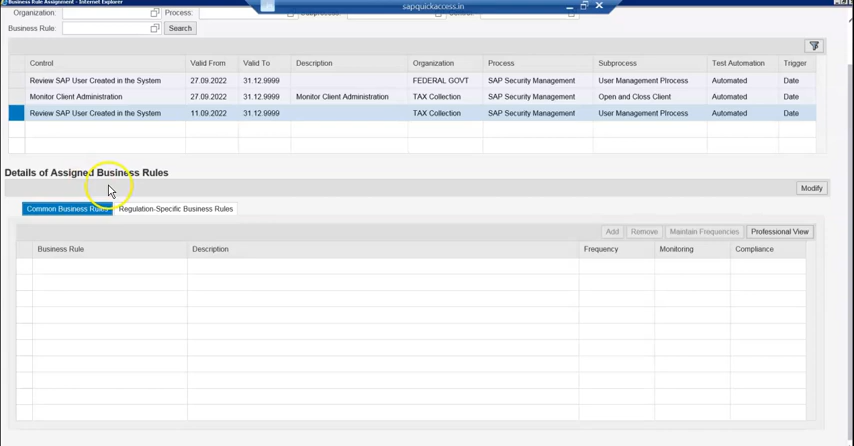 Business Rule Assignment - Internet Explorer
sapquickaccess.in
Organization: Process:
Business Rule: Search
Control Valid From Valid To Description Organization Process Subprocess Test Automation Trigger
Review SAP User Created in the System 27.09.2022 31.12.9999 FEDERAL GOVT SAP Security Management User Management PIrocess Automated Date
Monitor Client Administration 27.09.2022 31.12.9999 Monitor Client Administration TAX Collection SAP Security Management Open and Closs Client Automated Date
Review SAP User Created in the System 11.09.2022 31.12.9999 TAX Collection SAP Security Management User Management PIrocess Automated Date
Details of Assigned Business Rules
Modify
Common Business Rules Regulation-Specific Business Rules
Add Remove Maintain Frequencies Professional View
Business Rule Description Frequency Monitoring Compliance